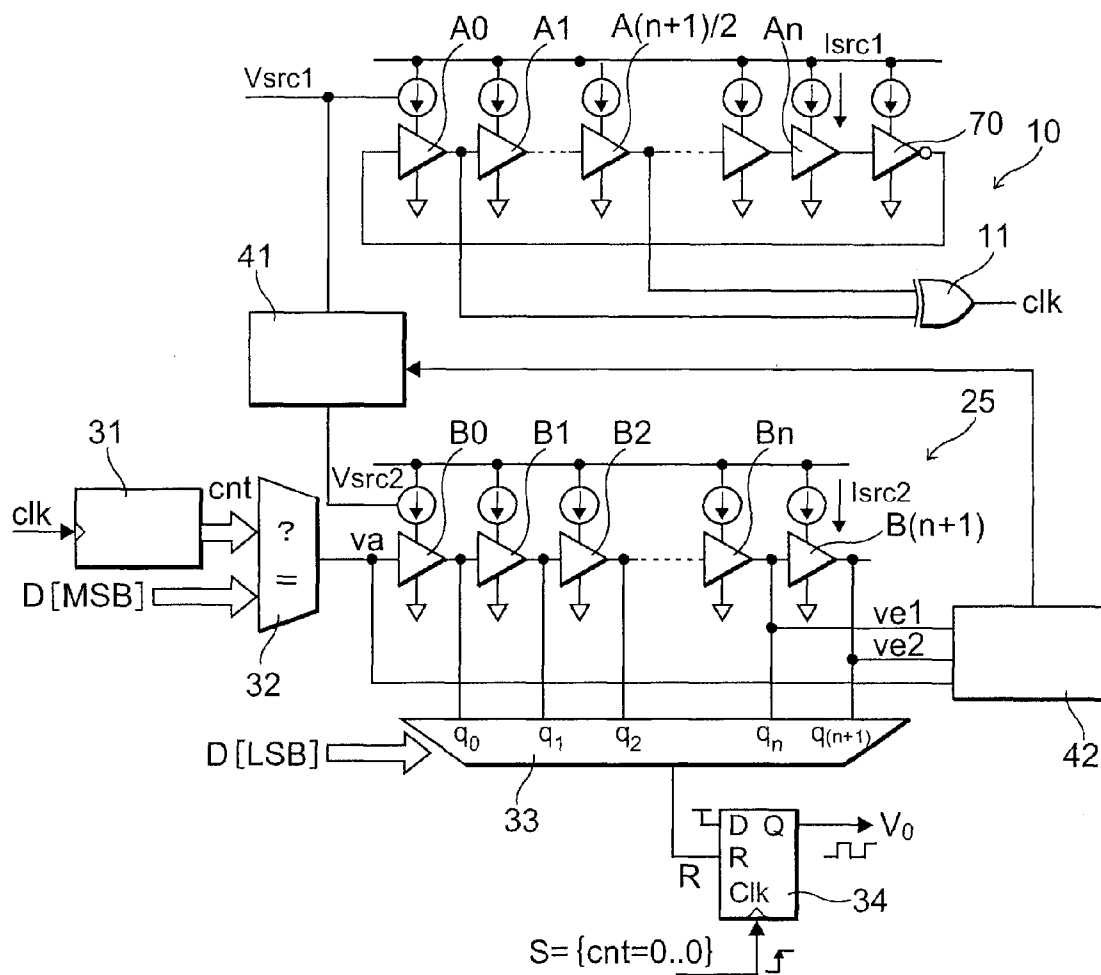 A0 A1 A(n+1)/2 An Isrc1
Vsrc1
70
10
11
clk
41
25
B0 B1 B2 Bn
31
cnt
Vsrc2
Isrc2
clk
?
=
va
B(n+1)
D[MSB]
ve1
ve2
32
42
q0 q1 q2 qn q(n+1)
D[LSB]
33
D Q
V0
R
R
Clk
34
S={cnt=0..0}